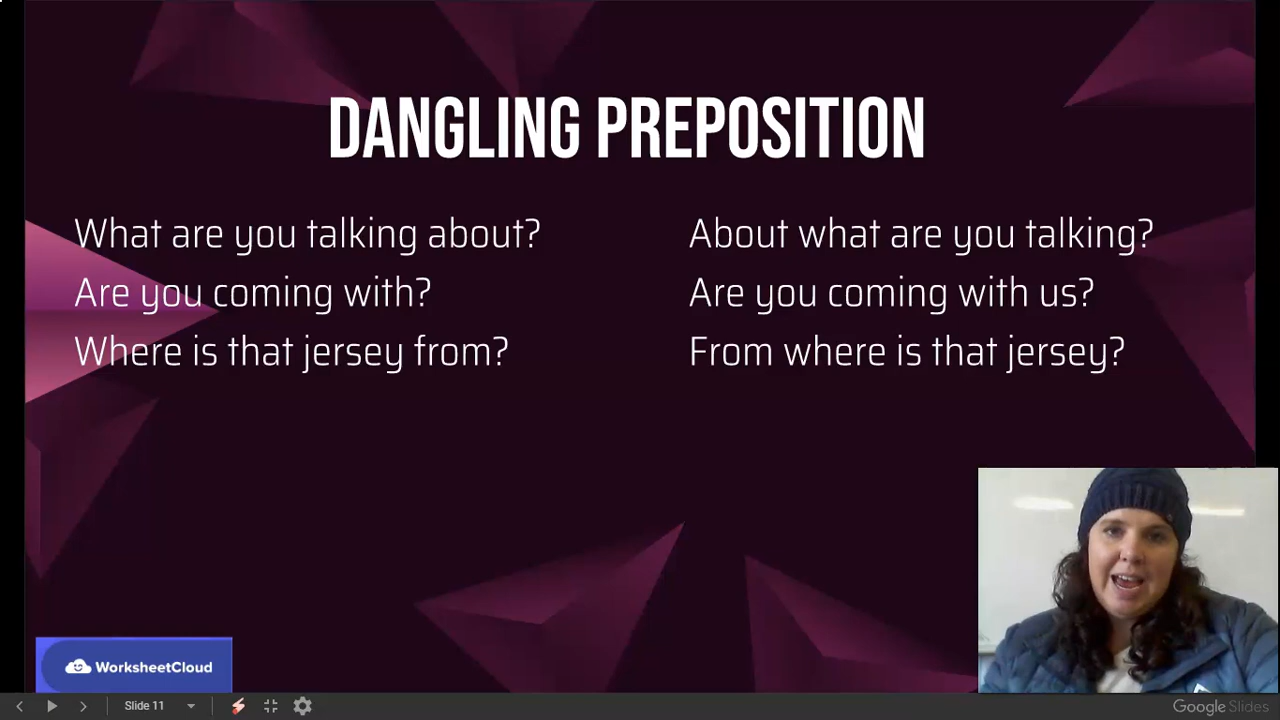 DANGLING PREPOSITION
What are you talking about?
Are you coming with?
Where is that jersey from?
About what are you talking?
Are you coming with us?
From where is that jersey?
WorksheetCloud
Slide 11
Google Slides